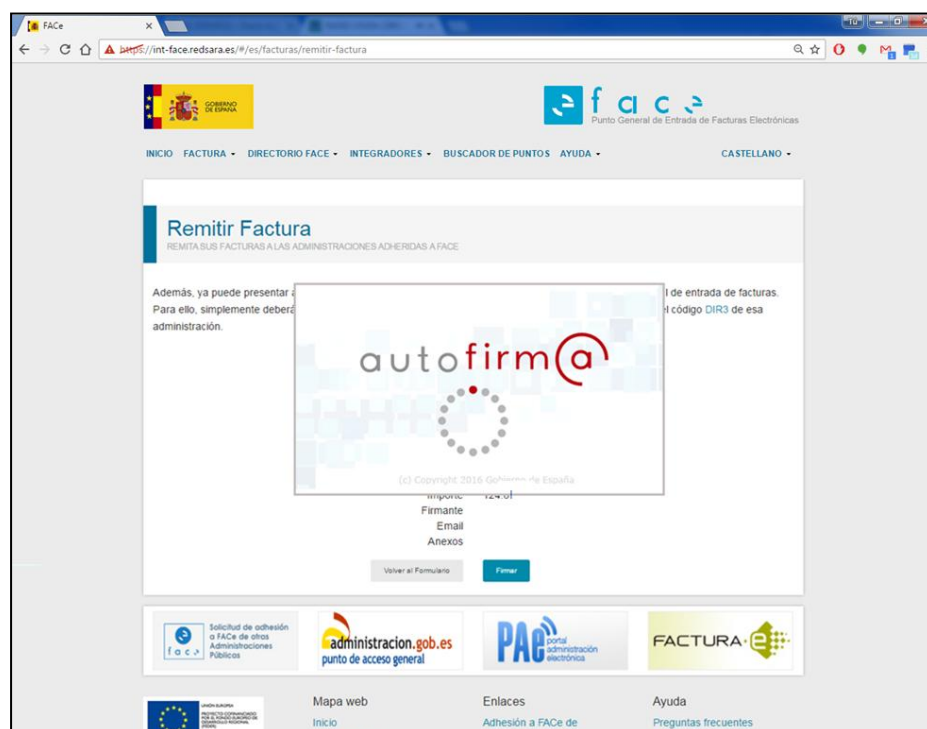 FACe
https://int-face.redsara.es/#/es/facturas/remitir-factura
GOBIERNO
DE ESPAÑA
face
Punto General de Entrada de Facturas Electrónicas
INICIO FACTURA DIRECTORIO FACE INTEGRADORES BUSCADOR DE PUNTOS AYUDA CASTELLANO
Remitir Factura
REMITA SUS FACTURAS A LAS ADMINISTRACIONES ADHERIDAS A FACE
Además, ya puede presentar l de entrada de facturas.
Para ello, simplemente deberá el código DIR3 de esa
administración.
autofirm@
(c) Copyright 2016 Gobierno de España
Importe
Firmante
Email
Anexos
Volver al Formulario Firmar
face
Solicitud de adhesión
a FACe de otras
Administraciones
Públicas
administracion.gob.es
punto de acceso general
PAe portal
administración
electrónica
FACTURA-e
UNIÓN EUROPEA
Mapa web Enlaces Ayuda
Inicio Adhesión a FACe de Preguntas frecuentes